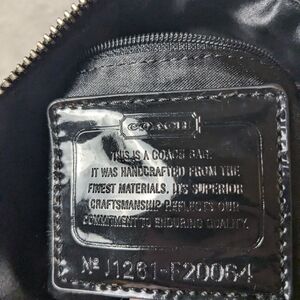 COACH
THIS IS A COACH BAG.
IT WAS HANDCRAFTED FROM THE
FINEST MATERIALS. ITS SUPERIOR
CRAFTSMANSHIP REFLECTS OUR
COMMITMENT TO ENDURING QUALITY.
Nº J1261-F20064